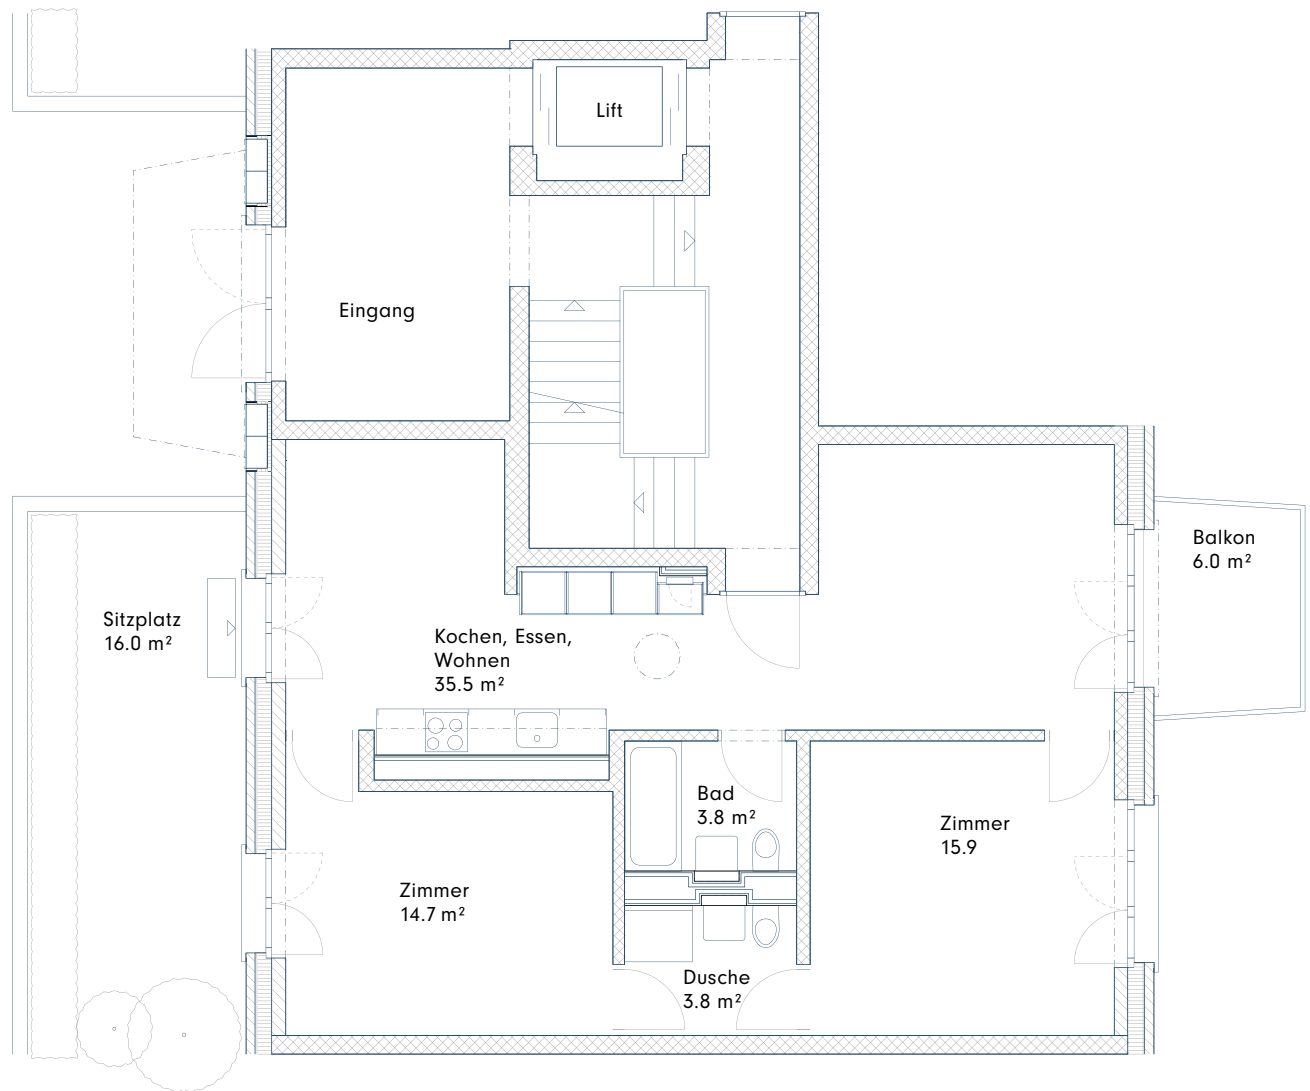 Lift
Eingang
Balkon
6.0 m²
Sitzplatz
16.0 m²
Kochen, Essen,
Wohnen
35.5 m²
Bad
3.8 m²
Zimmer
15.9
Zimmer
14.7 m²
Dusche
3.8 m²